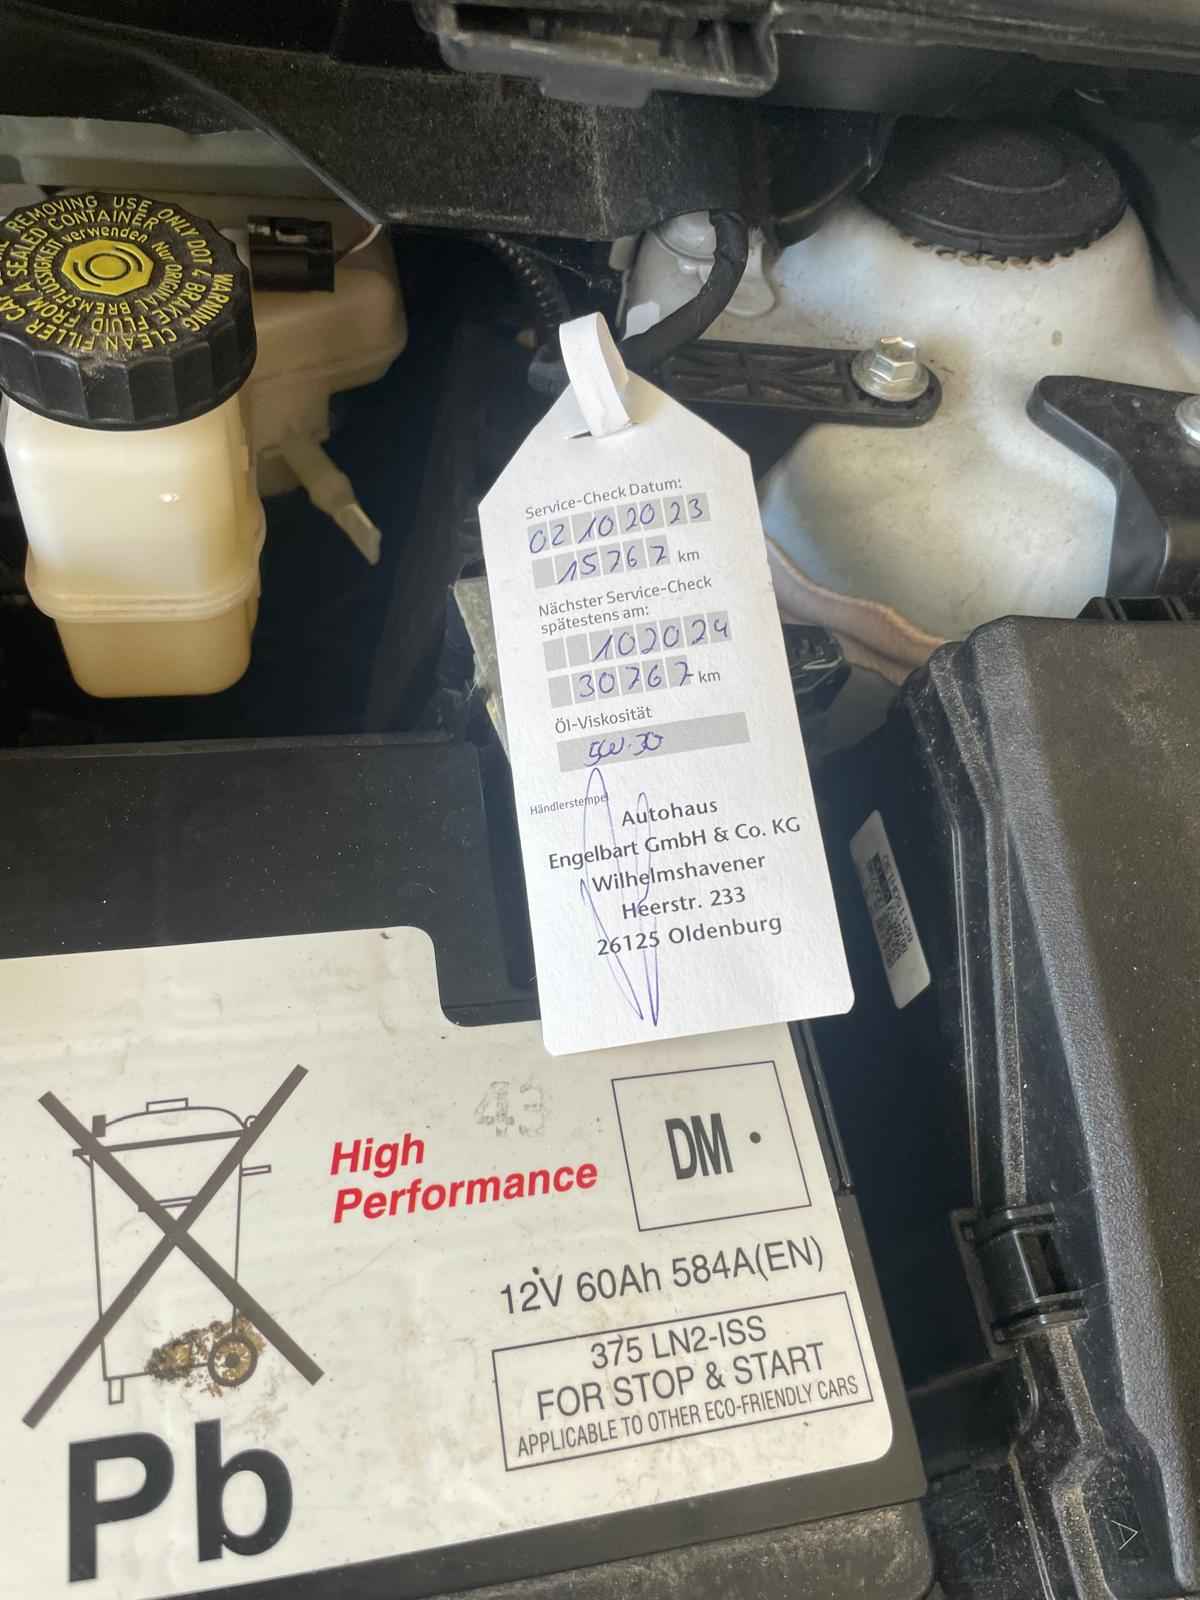 WARNING CLEAN FILLER CAP BEFORE REMOVING USE ONLY DOT 4 BRAKE FLUID FROM A SEALED CONTAINER
Nur ORIGINAL BREMSFLÜSSIGKEIT verwenden
Service-Check Datum:
02 10 20 23
15767 km
Nächster Service-Check
spätestens am:
102024
30767 km
Öl-Viskosität
5W-30
Händlerstempel
Autohaus
Engelbart GmbH & Co. KG
Wilhelmshavener
Heerstr. 233
26125 Oldenburg
43
High
Performance
DM
12V 60Ah 584A(EN)
375 LN2-ISS
FOR STOP & START
APPLICABLE TO OTHER ECO-FRIENDLY CARS
Pb
A